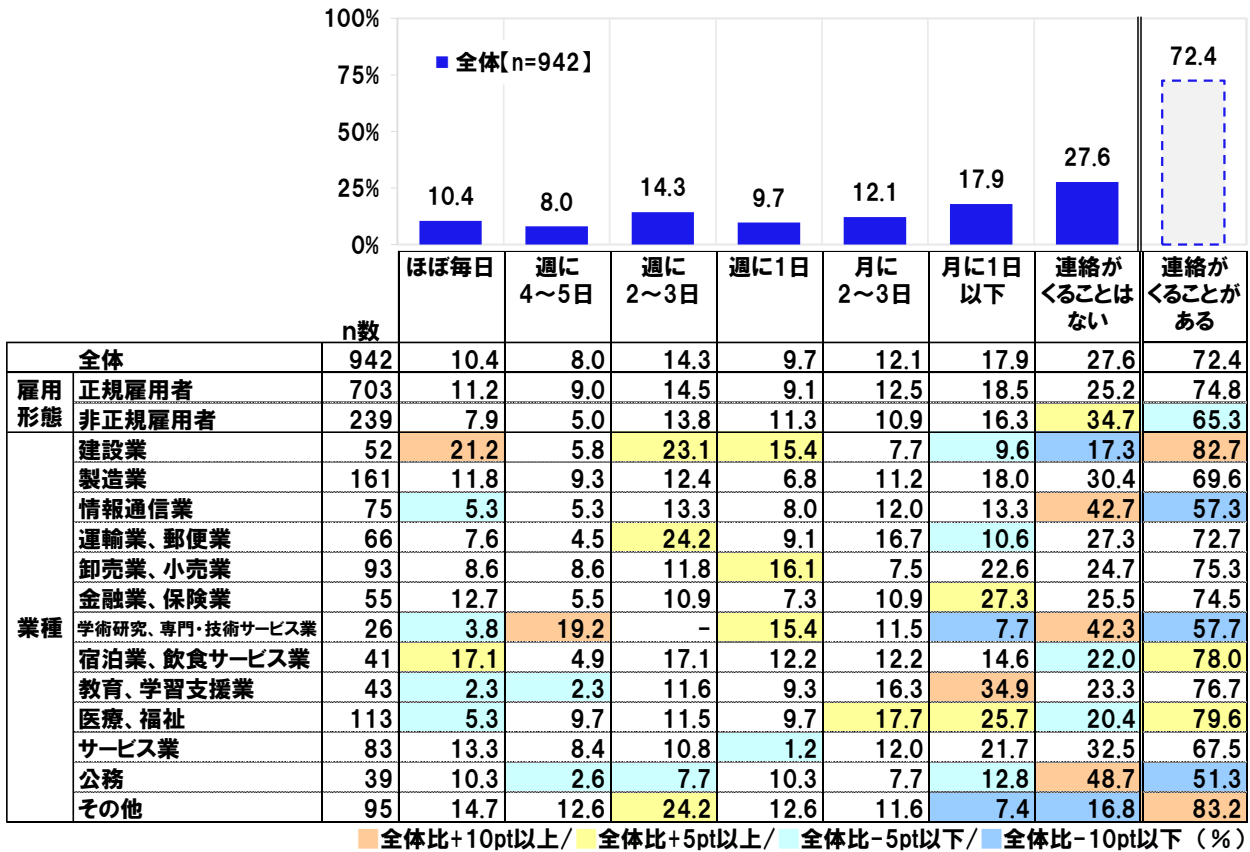 100%
75%
50%
25%
0%
■ 全体【n=942】
10.4 8.0 14.3 9.7 12.1 17.9 27.6 72.4
n数 ほぼ毎日 週に4～5日 週に2～3日 週に1日 月に2～3日 月に1日以下 連絡がくることはない 連絡がくることがある
全体 942 10.4 8.0 14.3 9.7 12.1 17.9 27.6 72.4
雇用形態 正規雇用者 703 11.2 9.0 14.5 9.1 12.5 18.5 25.2 74.8
非正規雇用者 239 7.9 5.0 13.8 11.3 10.9 16.3 34.7 65.3
業種 建設業 52 21.2 5.8 23.1 15.4 7.7 9.6 17.3 82.7
製造業 161 11.8 9.3 12.4 6.8 11.2 18.0 30.4 69.6
情報通信業 75 5.3 5.3 13.3 8.0 12.0 13.3 42.7 57.3
運輸業、郵便業 66 7.6 4.5 24.2 9.1 16.7 10.6 27.3 72.7
卸売業、小売業 93 8.6 8.6 11.8 16.1 7.5 22.6 24.7 75.3
金融業、保険業 55 12.7 5.5 10.9 7.3 10.9 27.3 25.5 74.5
学術研究、専門・技術サービス業 26 3.8 19.2 － 15.4 11.5 7.7 42.3 57.7
宿泊業、飲食サービス業 41 17.1 4.9 17.1 12.2 12.2 14.6 22.0 78.0
教育、学習支援業 43 2.3 2.3 11.6 9.3 16.3 34.9 23.3 76.7
医療、福祉 113 5.3 9.7 11.5 9.7 17.7 25.7 20.4 79.6
サービス業 83 13.3 8.4 10.8 1.2 12.0 21.7 32.5 67.5
公務 39 10.3 2.6 7.7 10.3 7.7 12.8 48.7 51.3
その他 95 14.7 12.6 24.2 12.6 11.6 7.4 16.8 83.2
■全体比+10pt以上/■全体比+5pt以上/■全体比-5pt以下/■全体比-10pt以下（％）